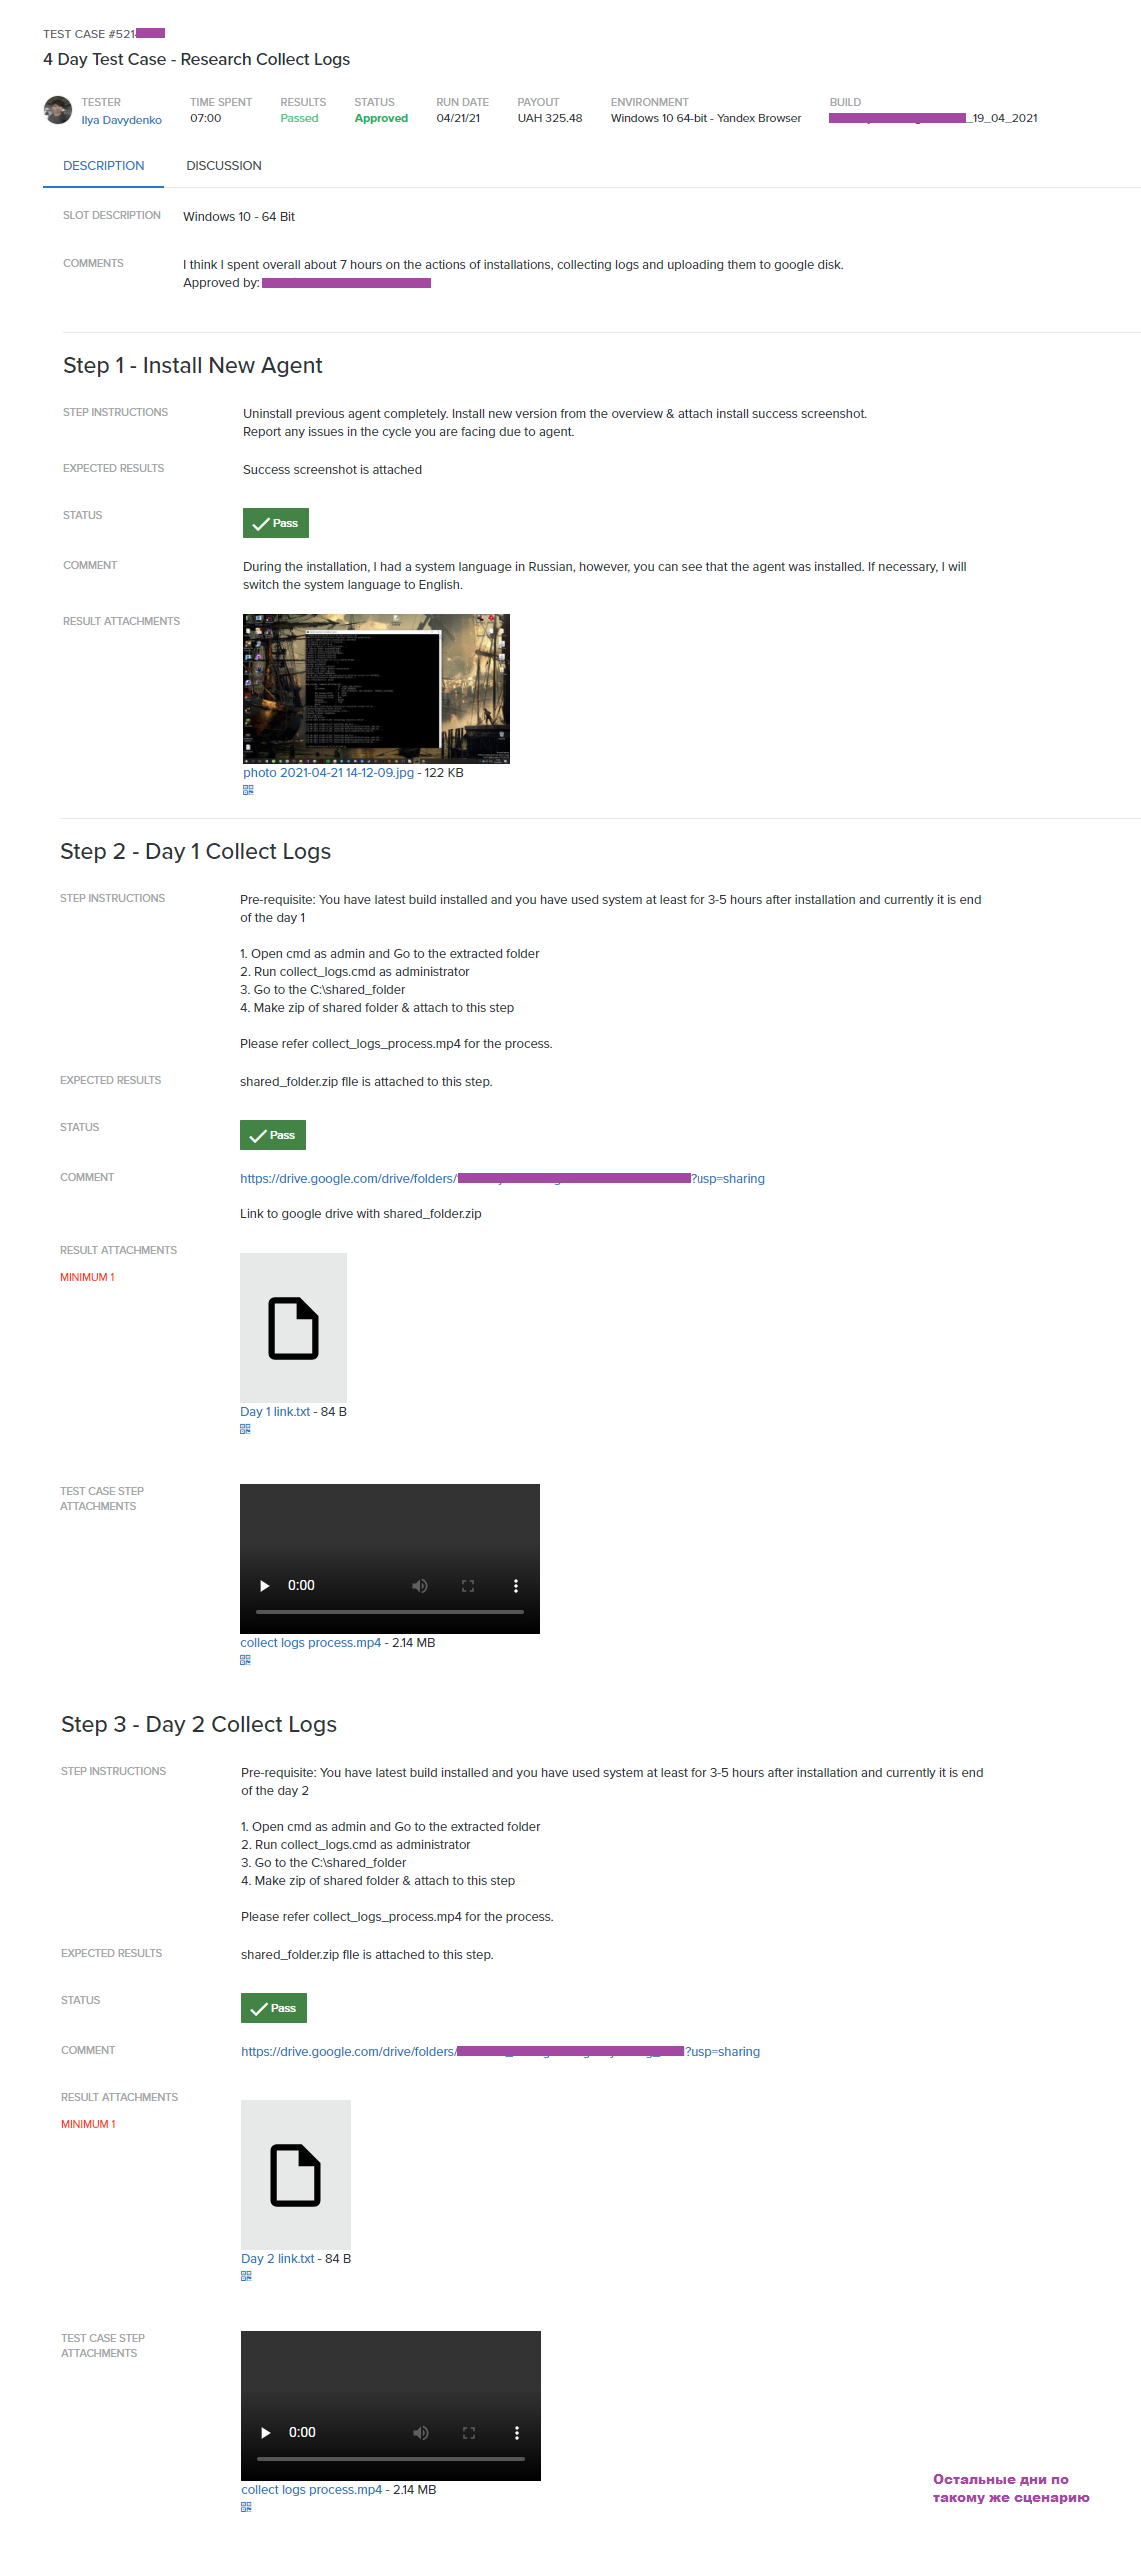 TEST CASE #521
4 Day Test Case - Research Collect Logs
TESTER
Ilya Davydenko
TIME SPENT
07:00
RESULTS
Passed
STATUS
Approved
RUN DATE
04/21/21
PAYOUT
UAH 325.48
ENVIRONMENT
Windows 10 64-bit - Yandex Browser
BUILD
_19_04_2021
DESCRIPTION
DISCUSSION
SLOT DESCRIPTION
Windows 10 - 64 Bit
COMMENTS
I think I spent overall about 7 hours on the actions of installations, collecting logs and uploading them to google disk.
Approved by:
Step 1 - Install New Agent
STEP INSTRUCTIONS
Uninstall previous agent completely. Install new version from the overview & attach install success screenshot.
Report any issues in the cycle you are facing due to agent.
EXPECTED RESULTS
Success screenshot is attached
STATUS
Pass
COMMENT
During the installation, I had a system language in Russian, however, you can see that the agent was installed. If necessary, I will
switch the system language to English.
RESULT ATTACHMENTS
photo 2021-04-21 14-12-09.jpg - 122 KB
Step 2 - Day 1 Collect Logs
STEP INSTRUCTIONS
Pre-requisite: You have latest build installed and you have used system at least for 3-5 hours after installation and currently it is end
of the day 1
1. Open cmd as admin and Go to the extracted folder
2. Run collect_logs.cmd as administrator
3. Go to the C:\shared_folder
4. Make zip of shared folder & attach to this step
Please refer collect_logs_process.mp4 for the process.
EXPECTED RESULTS
shared_folder.zip file is attached to this step.
STATUS
Pass
COMMENT
https://drive.google.com/drive/folders/ ?usp=sharing
Link to google drive with shared_folder.zip
RESULT ATTACHMENTS
MINIMUM 1
Day 1 link.txt - 84 B
TEST CASE STEP
ATTACHMENTS
0:00
collect logs process.mp4 - 2.14 MB
Step 3 - Day 2 Collect Logs
STEP INSTRUCTIONS
Pre-requisite: You have latest build installed and you have used system at least for 3-5 hours after installation and currently it is end
of the day 2
1. Open cmd as admin and Go to the extracted folder
2. Run collect_logs.cmd as administrator
3. Go to the C:\shared_folder
4. Make zip of shared folder & attach to this step
Please refer collect_logs_process.mp4 for the process.
EXPECTED RESULTS
shared_folder.zip file is attached to this step.
STATUS
Pass
COMMENT
https://drive.google.com/drive/folders/ ?usp=sharing
RESULT ATTACHMENTS
MINIMUM 1
Day 2 link.txt - 84 B
TEST CASE STEP
ATTACHMENTS
0:00
collect logs process.mp4 - 2.14 MB
Остальные дни по
такому же сценарию